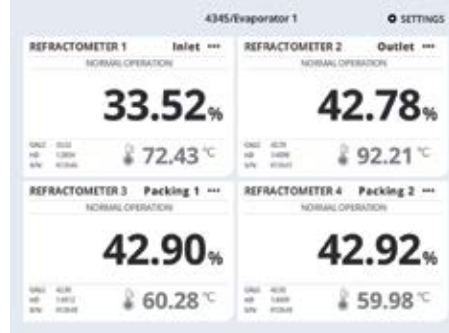 4345/Evaporator 1 SETTINGS
REFRACTOMETER 1 Inlet •••
NORMAL OPERATION
33.52%
72.43 °C
REFRACTOMETER 2 Outlet •••
NORMAL OPERATION
42.78%
92.21 °C
REFRACTOMETER 3 Packing 1 •••
NORMAL OPERATION
42.90%
60.28 °C
REFRACTOMETER 4 Packing 2 •••
NORMAL OPERATION
42.92%
59.98 °C